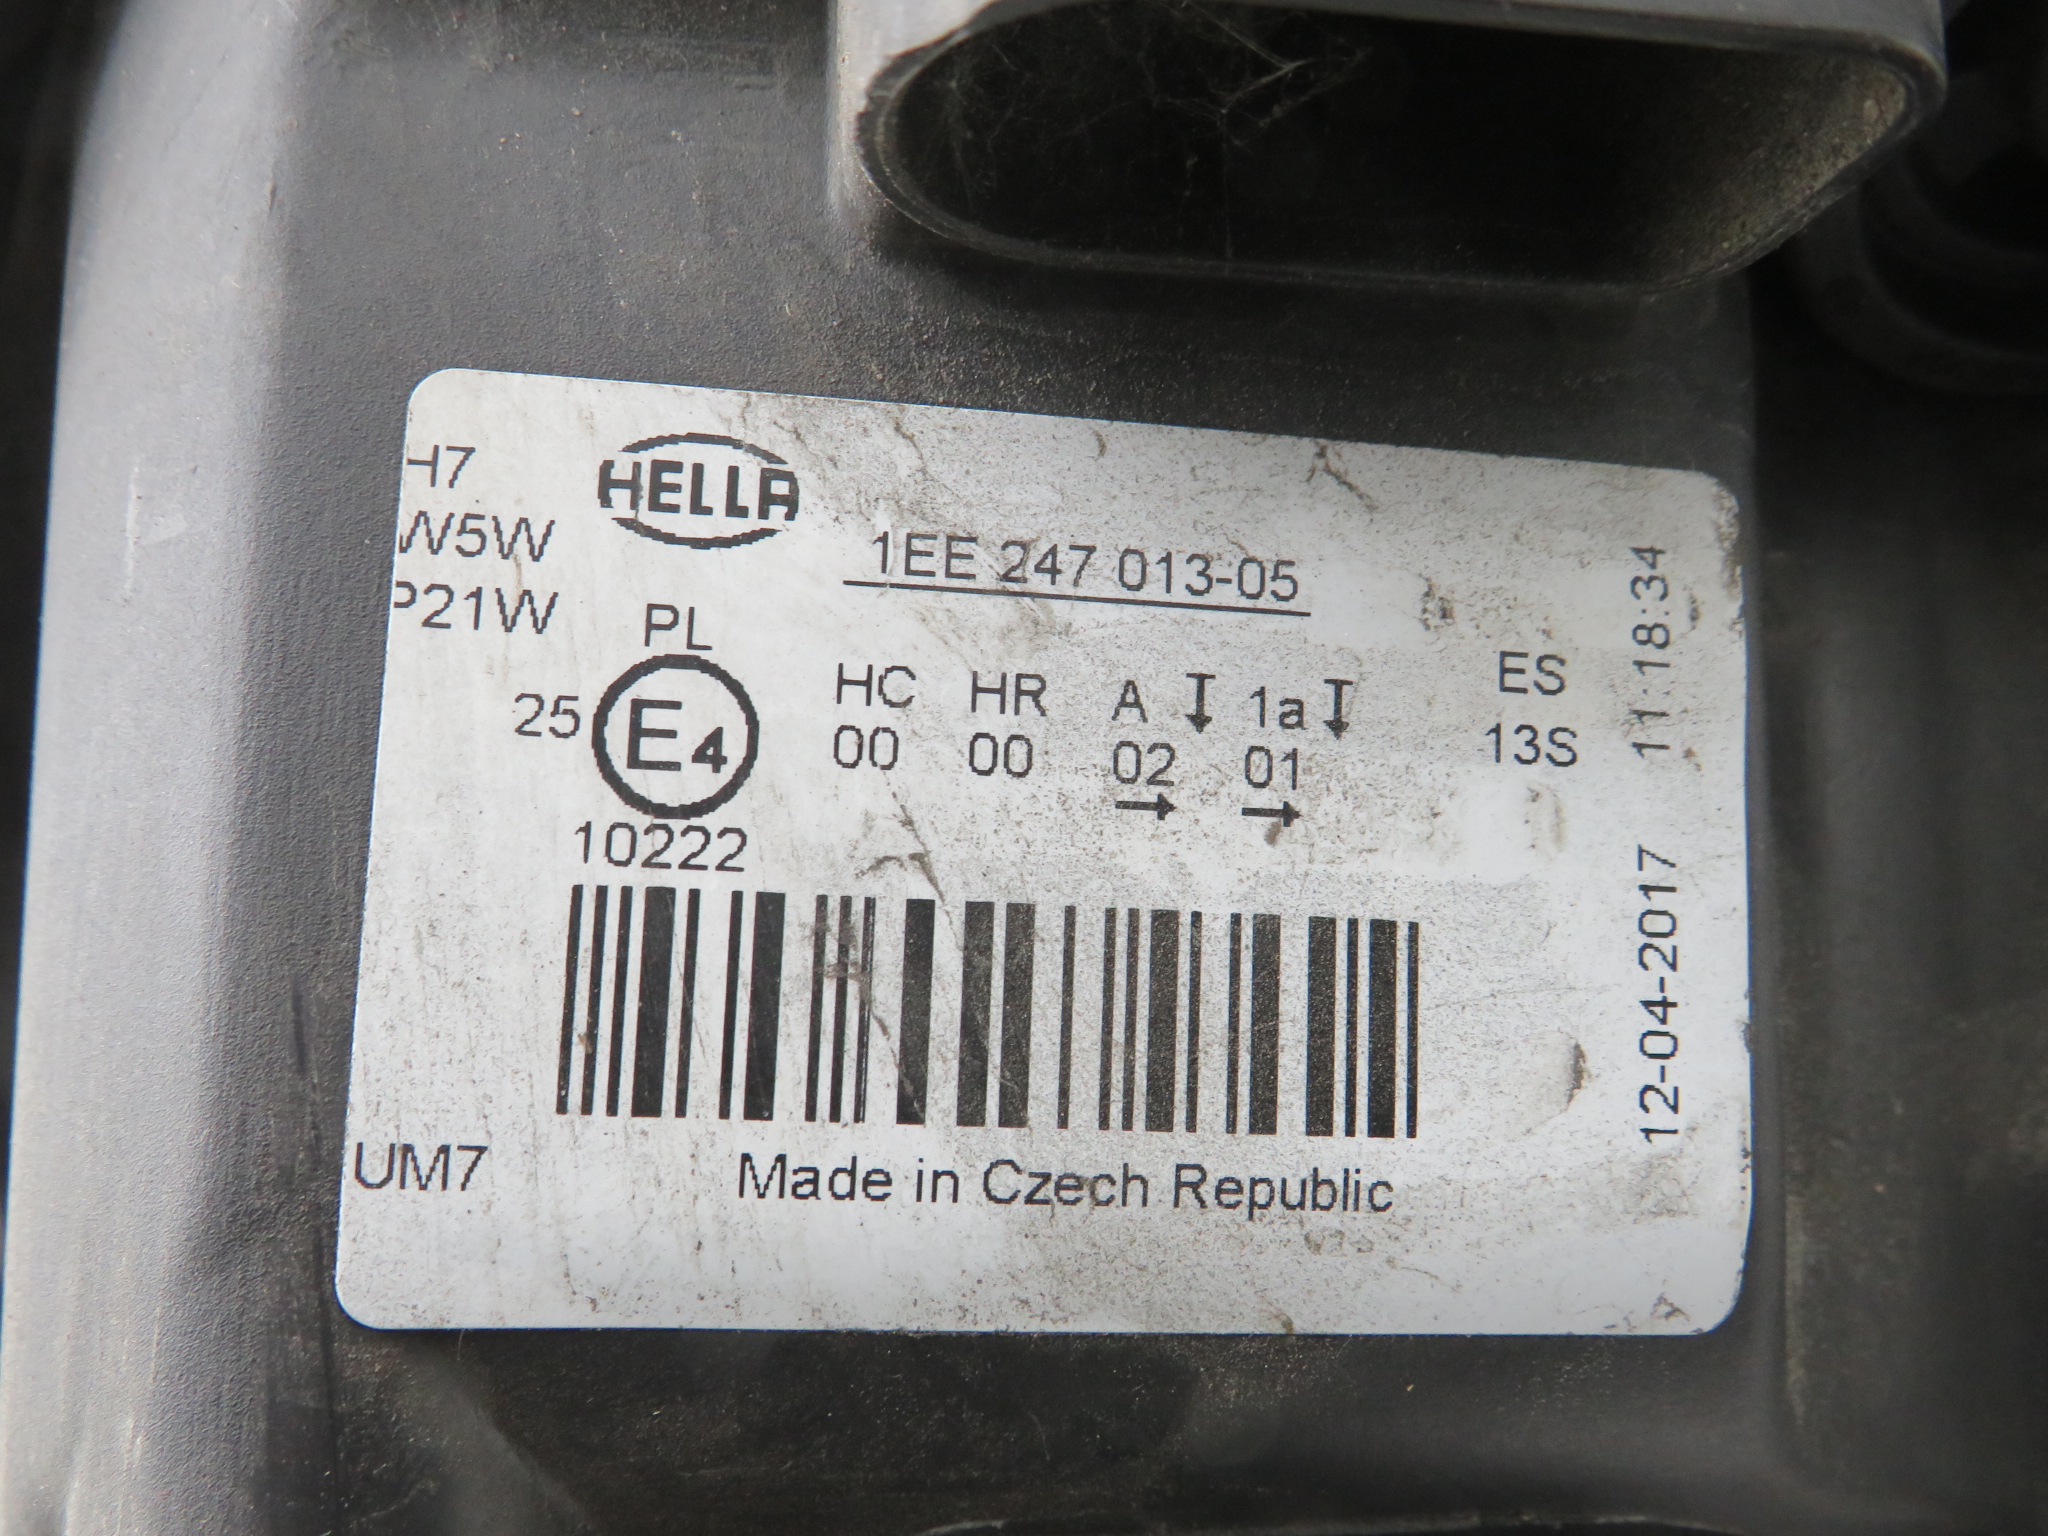 H7
W5W
P21W
HELLA
1EE 247 013-05
PL
25 E4
10222
HC HR A 1a
00 00 02 01
ES
13S
12-04-2017 11:18:34
UM7
Made in Czech Republic